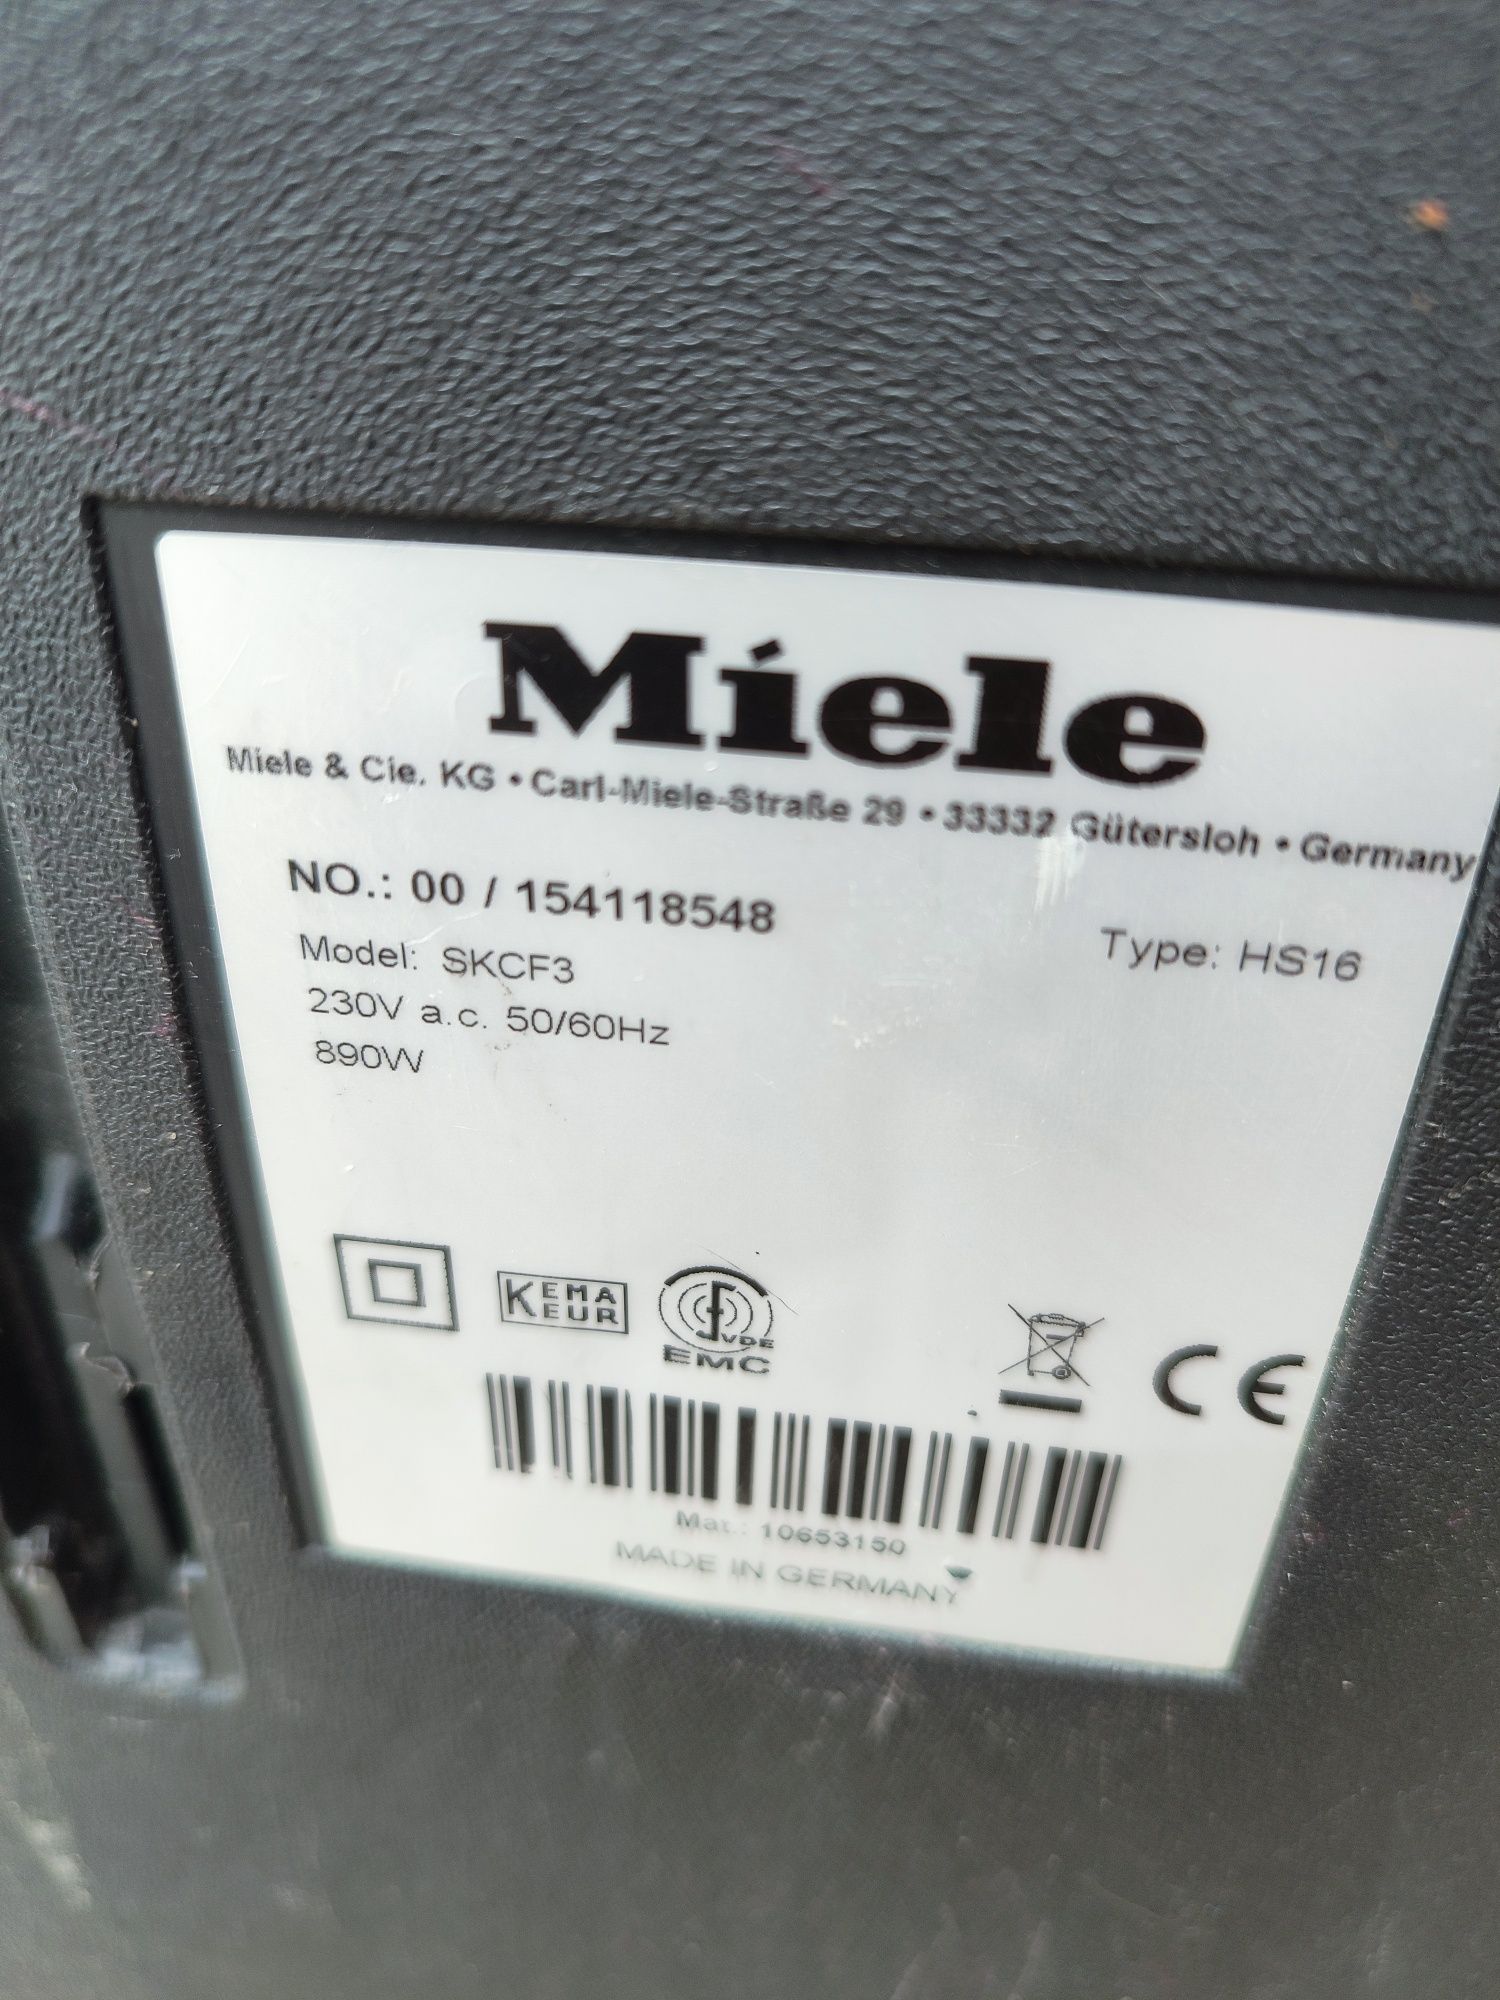 Miele
Miele & Cie. KG • Carl-Miele-Straße 29 • 33332 Gütersloh • Germany
NO.: 00 / 154118548
Model: SKCF3
Type: HS16
230V a.c. 50/60Hz
890W
KEMA
EUR
VDE
EMC
CE
Mat.: 10653150
MADE IN GERMANY